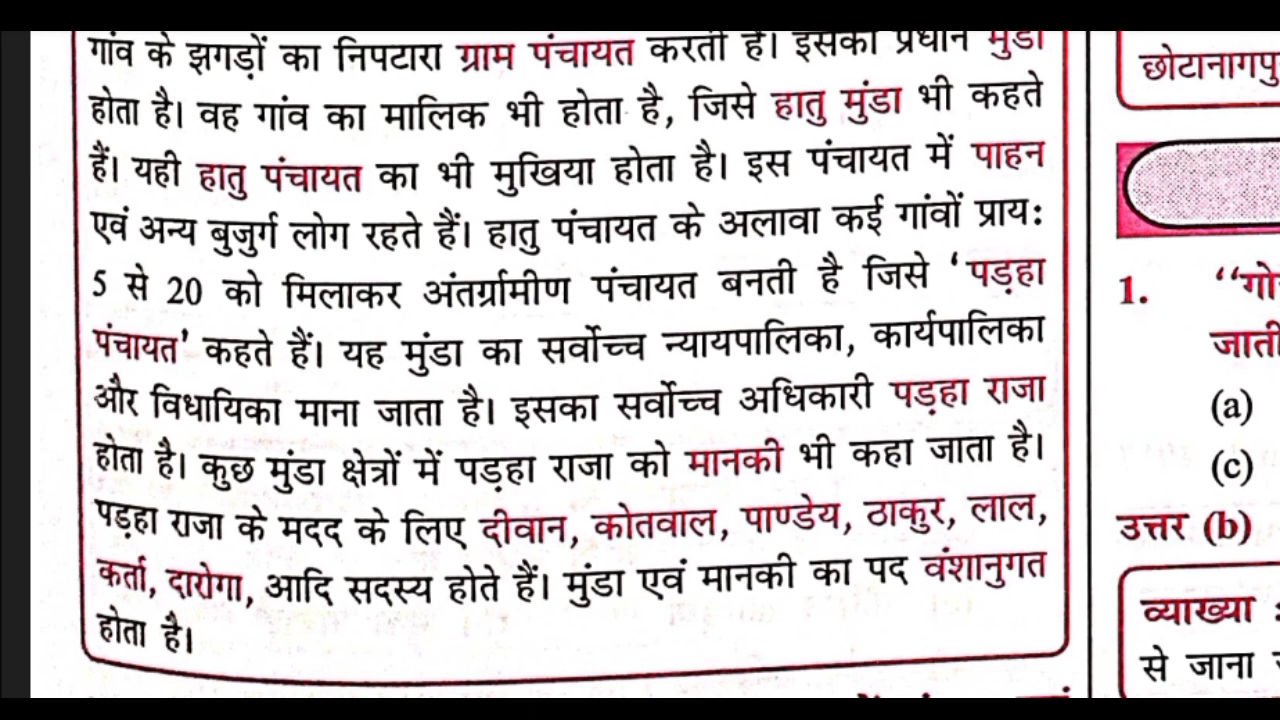 गांव के झगड़ों का निपटारा ग्राम पंचायत करती है। इसका प्रधान मुंडा
होता है। वह गांव का मालिक भी होता है, जिसे हातु मुंडा भी कहते
हैं। यही हातु पंचायत का भी मुखिया होता है। इस पंचायत में पाहन
एवं अन्य बुजुर्ग लोग रहते हैं। हातु पंचायत के अलावा कई गांवों प्राय:
5 से 20 को मिलाकर अंतर्ग्रामीण पंचायत बनती है जिसे 'पड़हा
पंचायत' कहते हैं। यह मुंडा का सर्वोच्च न्यायपालिका, कार्यपालिका
और विधायिका माना जाता है। इसका सर्वोच्च अधिकारी पड़हा राजा
होता है। कुछ मुंडा क्षेत्रों में पड़हा राजा को मानकी भी कहा जाता है।
पड़हा राजा के मदद के लिए दीवान, कोतवाल, पाण्डेय, ठाकुर, लाल,
कर्ता, दारोगा, आदि सदस्य होते हैं। मुंडा एवं मानकी का पद वंशानुगत
होता है।
छोटानागपु
1. "गो
जाती
(a)
(c)
उत्तर (b)
व्याख्या :
से जाना